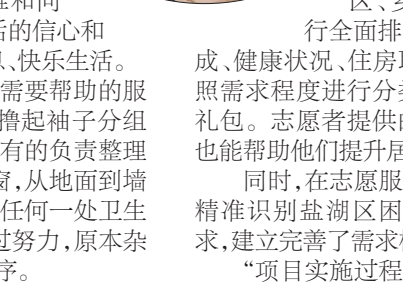 和同
活的信心和
、快乐生活。
需要帮助的服
撸起袖子分组
有的负责整理
窗,从地面到墙
任何一处卫生
过努力,原本杂
序。
区、
行全面排
成、健康状况、住房
照需求程度进行分
礼包。志愿者提供
也能帮助他们提升居
同时,在志愿服
精准识别盐湖区困
求,建立完善了需求
“项目实施过程